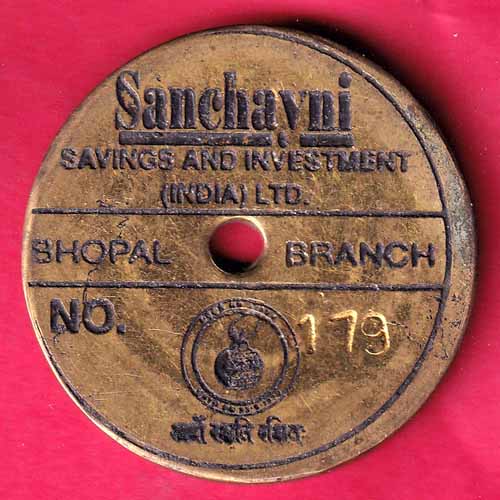 Sanchayni
SAVINGS AND INVESTMENT
(INDIA) LTD.
BHOPAL BRANCH
NO. 179